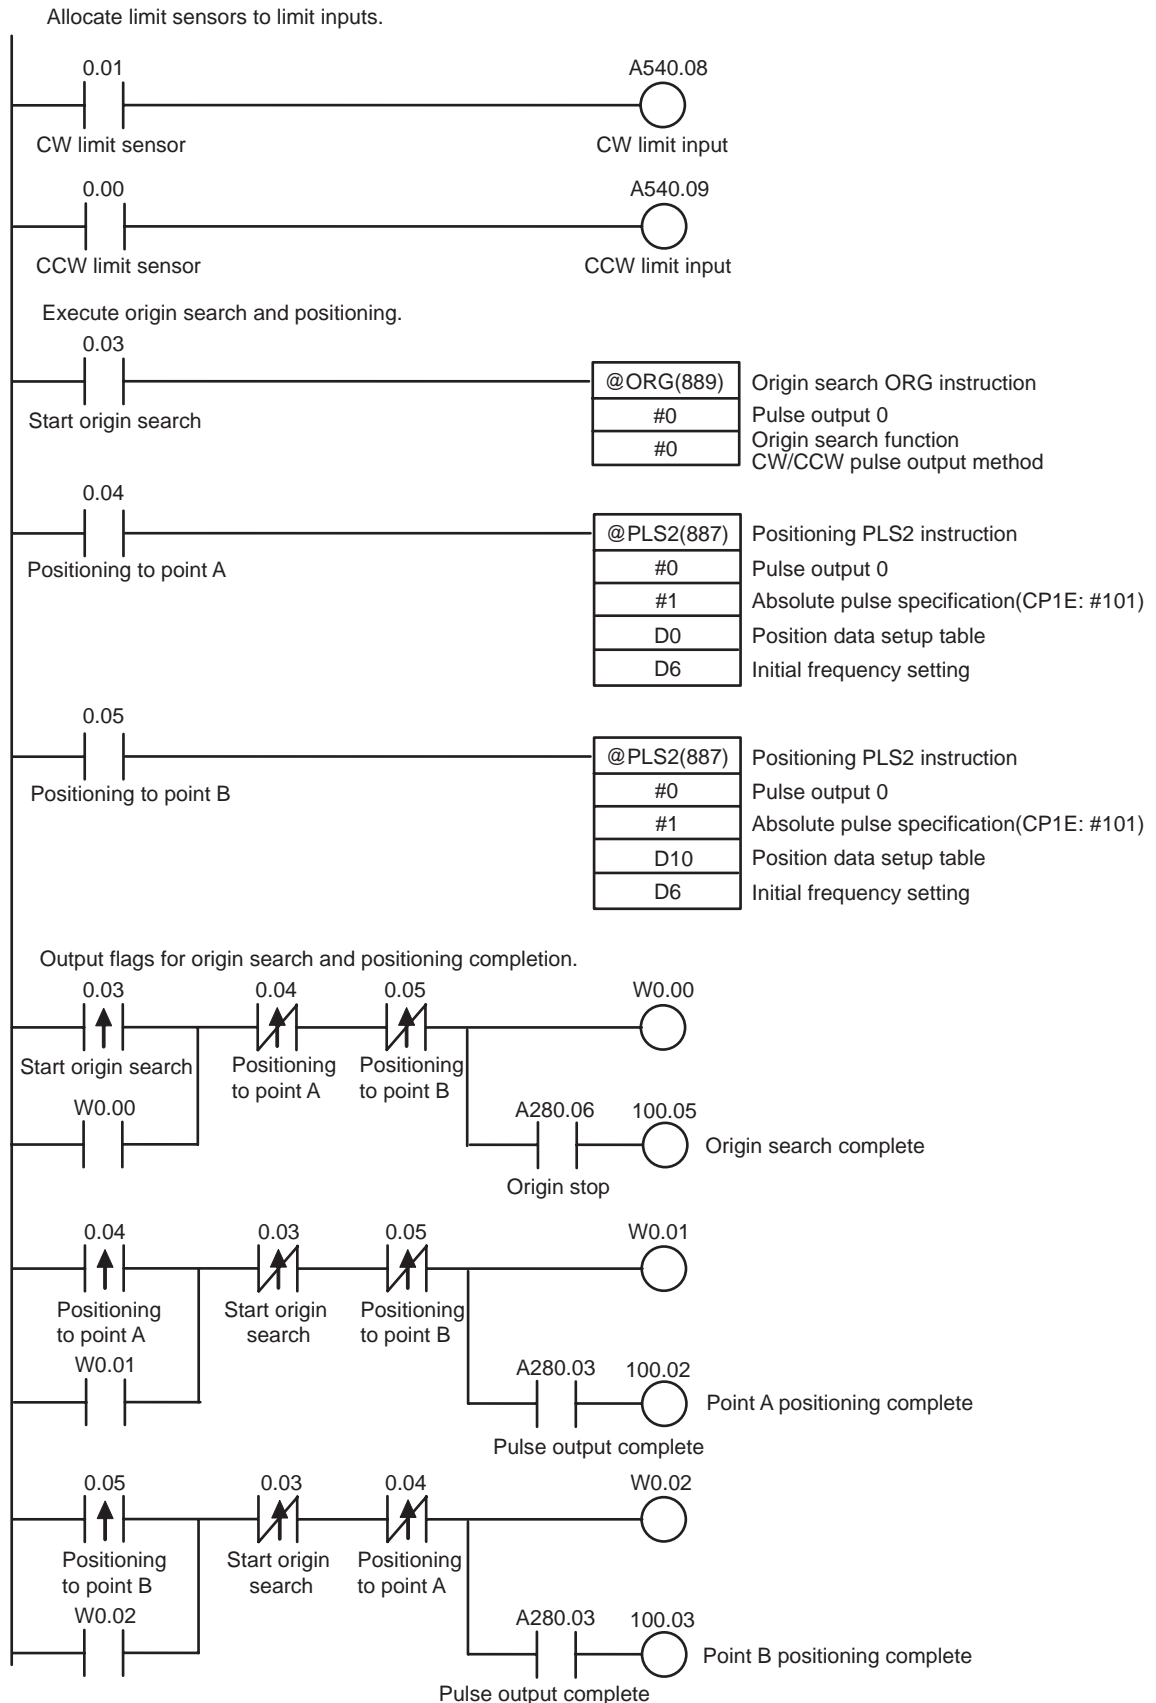 Allocate limit sensors to limit inputs.
0.01 A540.08
CW limit sensor CW limit input
0.00 A540.09
CCW limit sensor CCW limit input
Execute origin search and positioning.
0.03
@ORG(889) Origin search ORG instruction
Start origin search #0 Pulse output 0
#0 Origin search function
CW/CCW pulse output method
0.04
@PLS2(887) Positioning PLS2 instruction
Positioning to point A #0 Pulse output 0
#1 Absolute pulse specification(CP1E: #101)
D0 Position data setup table
D6 Initial frequency setting
0.05
@PLS2(887) Positioning PLS2 instruction
Positioning to point B #0 Pulse output 0
#1 Absolute pulse specification(CP1E: #101)
D10 Position data setup table
D6 Initial frequency setting
Output flags for origin search and positioning completion.
0.03 0.04 0.05 W0.00
Start origin search Positioning Positioning
to point A to point B
W0.00 A280.06 100.05
Origin search complete
Origin stop
0.04 0.03 0.05 W0.01
Positioning Start origin Positioning
to point A search to point B
W0.01 A280.03 100.02
Point A positioning complete
Pulse output complete
0.05 0.03 0.04 W0.02
Positioning Start origin Positioning
to point B search to point A
W0.02 A280.03 100.03
Point B positioning complete
Pulse output complete